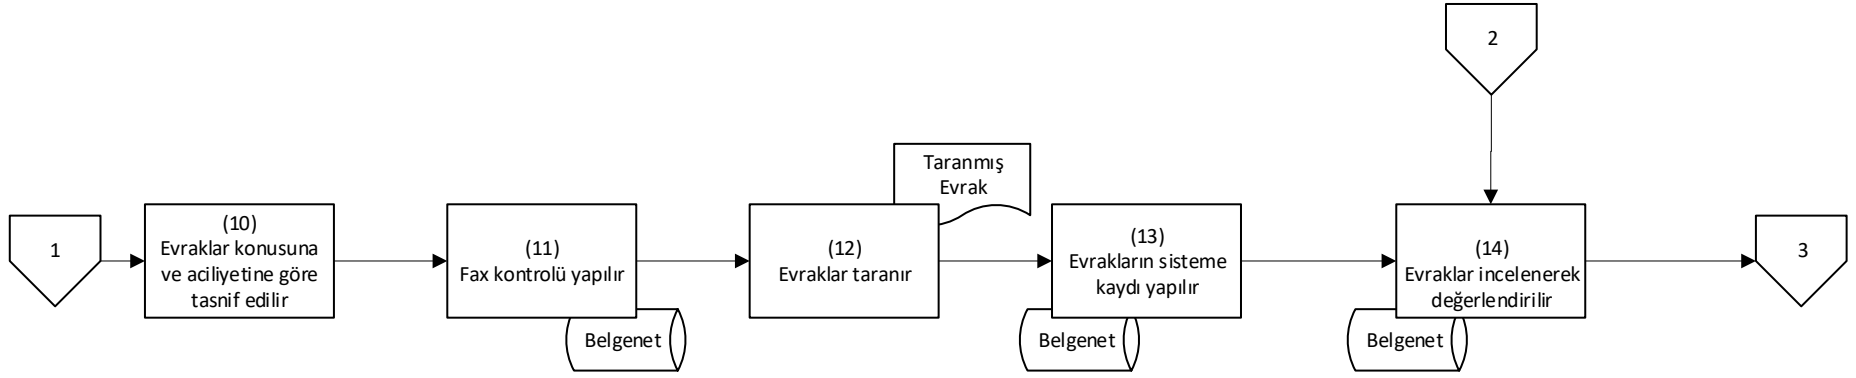 2
Taranmış
Evrak
1
(10)
Evraklar konusuna
ve aciliyetine göre
tasnif edilir
(11)
Fax kontrolü yapılır
Belgenet
(12)
Evraklar taranır
(13)
Evrakların sisteme
kaydı yapılır
Belgenet
(14)
Evraklar incelenerek
değerlendirilir
Belgenet
3